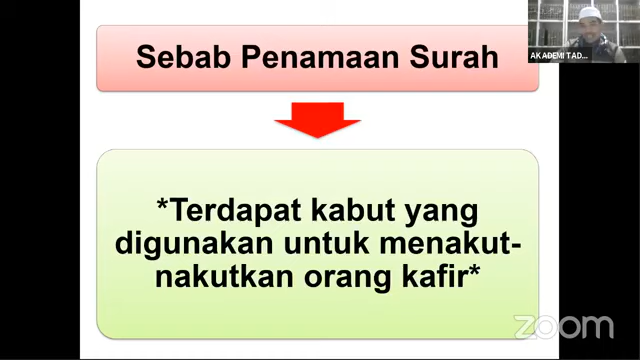 Sebab Penamaan Surah
AKADEMI TAD...
*Terdapat kabut yang
digunakan untuk menakut-
nakutkan orang kafir*
zoom